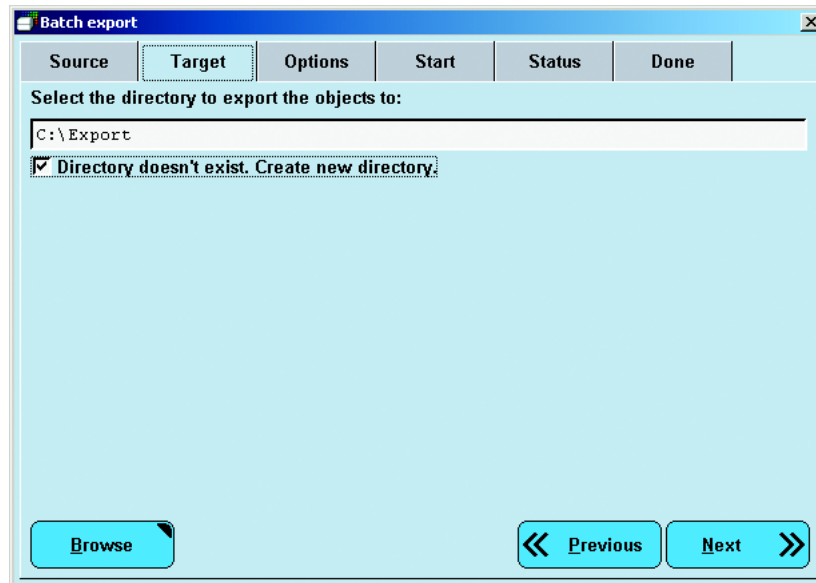 Batch export
Source Target Options Start Status Done
Select the directory to export the objects to:
C:\Export
Directory doesn't exist. Create new directory.
Browse Previous Next